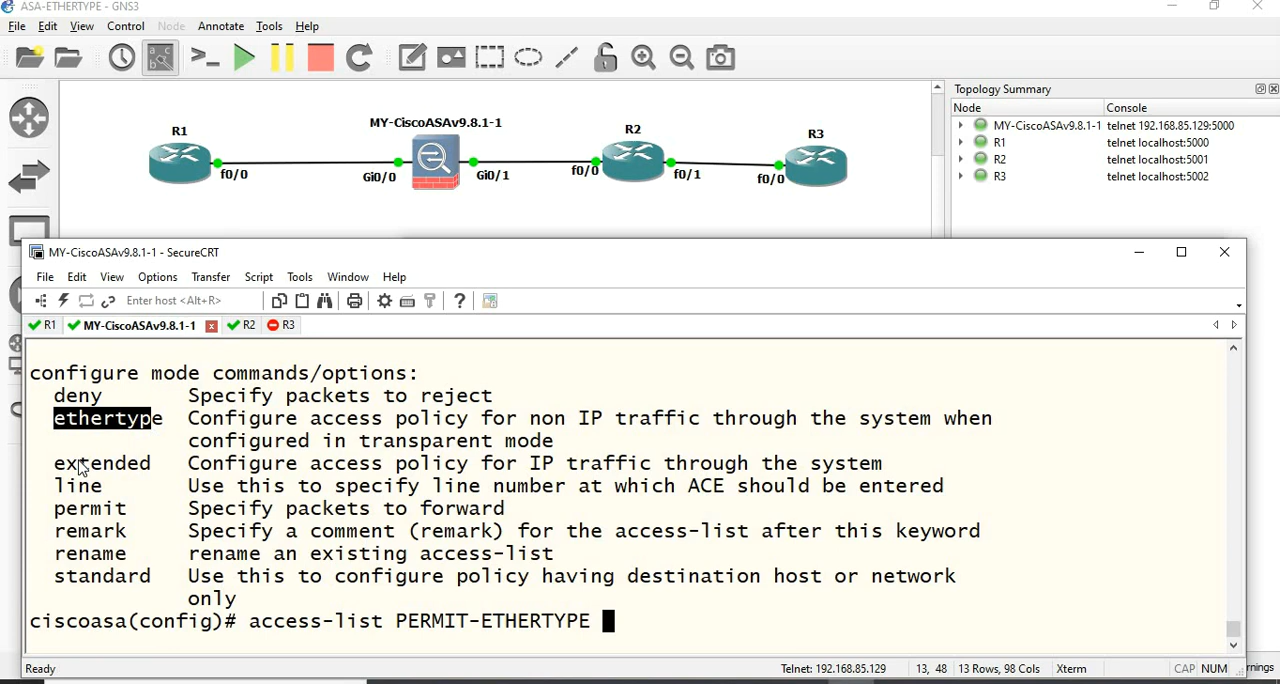 ASA-ETHERTYPE - GNS3
File Edit View Control Node Annotate Tools Help
R1
f0/0
MY-CiscoASAv9.8.1-1
Gi0/0
Gi0/1
R2
f0/0
f0/1
R3
f0/0
Topology Summary
Node Console
MY-CiscoASAv9.8.1-1 telnet 192.168.85.129:5000
R1 telnet localhost:5000
R2 telnet localhost:5001
R3 telnet localhost:5002
MY-CiscoASAv9.8.1-1 - SecureCRT
File Edit View Options Transfer Script Tools Window Help
Enter host <Alt+R>
R1 MY-CiscoASAv9.8.1-1 R2 R3
configure mode commands/options:
deny Specify packets to reject
ethertype Configure access policy for non IP traffic through the system when
configured in transparent mode
extended Configure access policy for IP traffic through the system
line Use this to specify line number at which ACE should be entered
permit Specify packets to forward
remark Specify a comment (remark) for the access-list after this keyword
rename rename an existing access-list
standard Use this to configure policy having destination host or network
only
ciscoasa(config)# access-list PERMIT-ETHERTYPE
Ready Telnet: 192.168.85.129 13, 48 13 Rows, 98 Cols Xterm CAP NUM